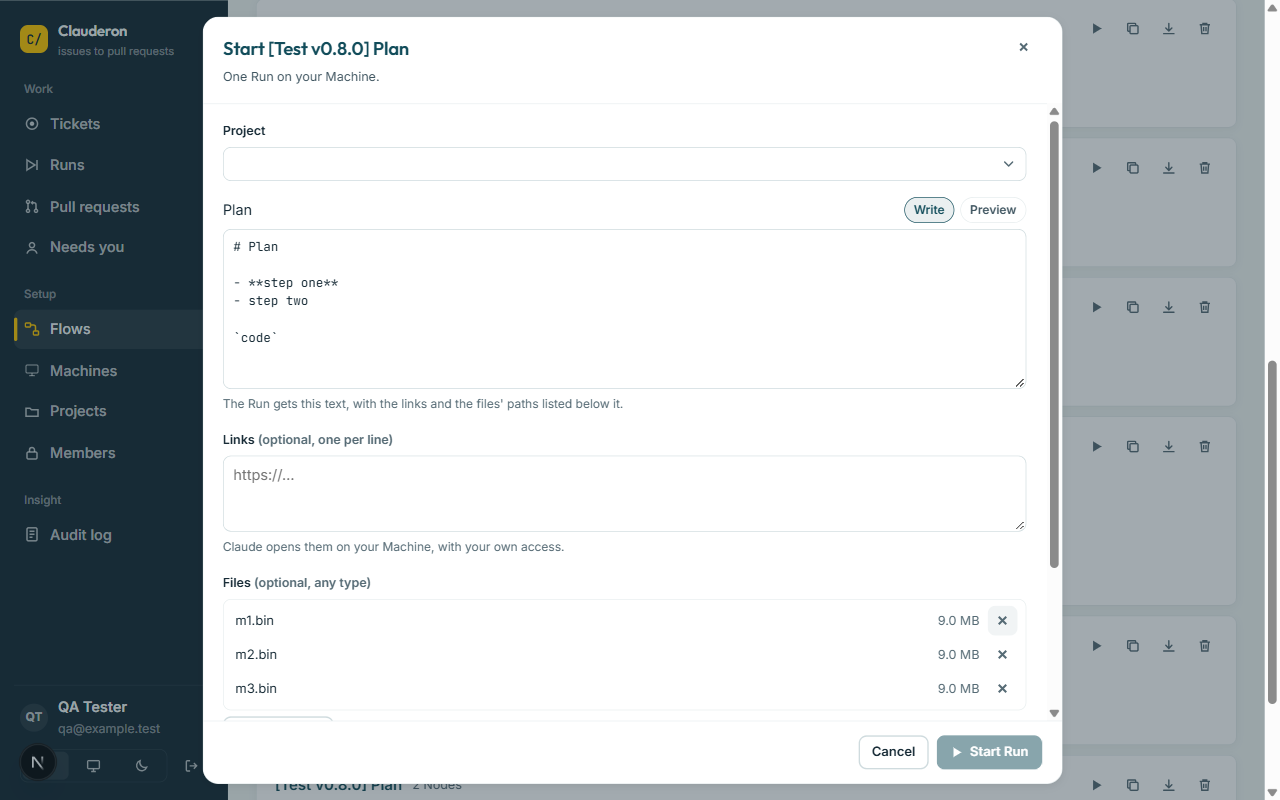 C/
Clauderon
issues to pull requests
Work
Tickets
Runs
Pull requests
Needs you
Setup
Flows
Machines
Projects
Members
Insight
Audit log
QT
QA Tester
qa@example.test
N
Start [Test v0.8.0] Plan
One Run on your Machine.
Project
Plan
Write
Preview
# Plan
- **step one**
- step two
`code`
The Run gets this text, with the links and the files' paths listed below it.
Links (optional, one per line)
https://...
Claude opens them on your Machine, with your own access.
Files (optional, any type)
m1.bin 9.0 MB
m2.bin 9.0 MB
m3.bin 9.0 MB
Cancel
Start Run
[Test v0.8.0] Plan 2 Nodes